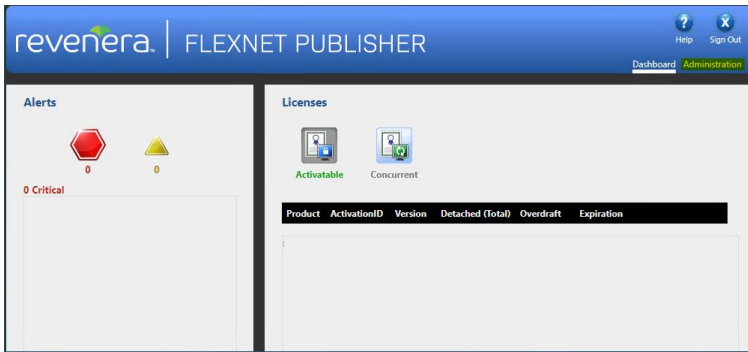 revenera. FLEXNET PUBLISHER
Help Sign Out
Dashboard Administration
Alerts
0 0
0 Critical
Licenses
Activatable Concurrent
Product ActivationID Version Detached (Total) Overdraft Expiration
: